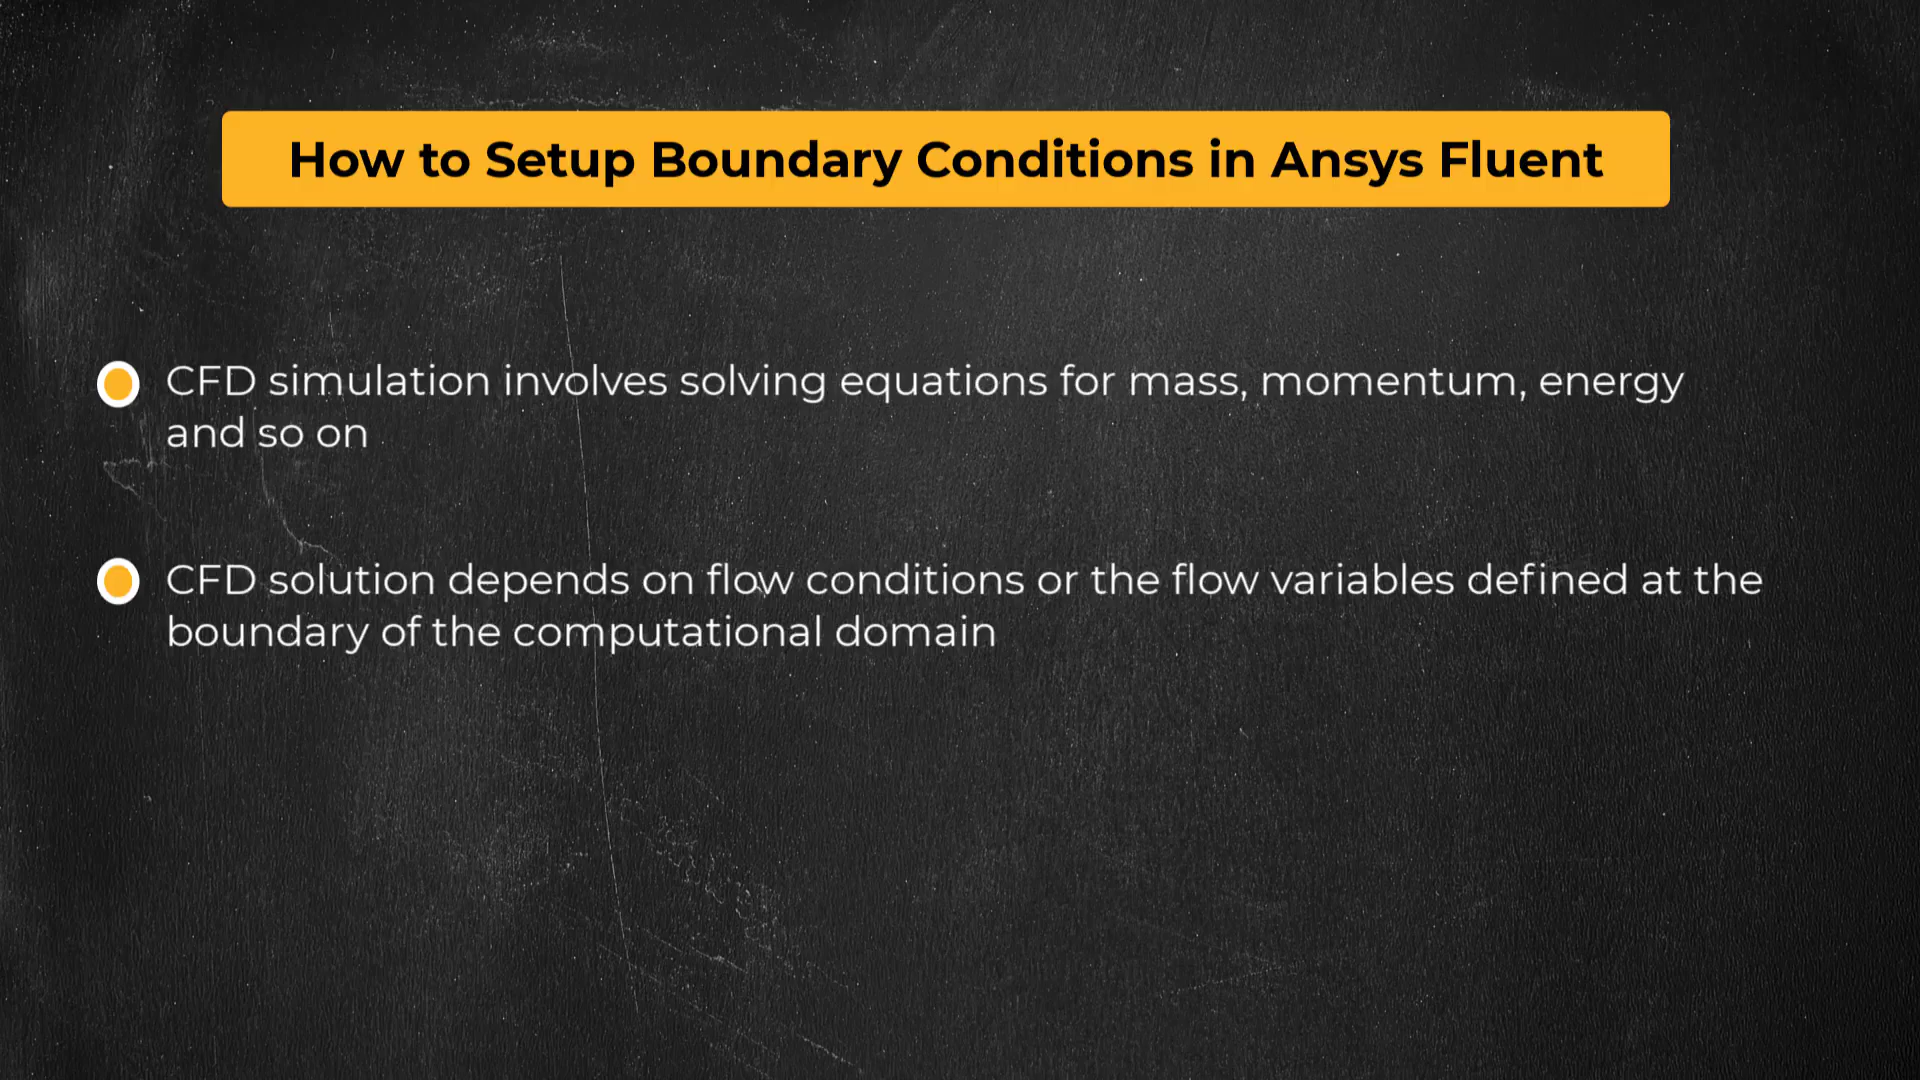 How to Setup Boundary Conditions in Ansys Fluent
CFD simulation involves solving equations for mass, momentum, energy
and so on
CFD solution depends on flow conditions or the flow variables defined at the
boundary of the computational domain